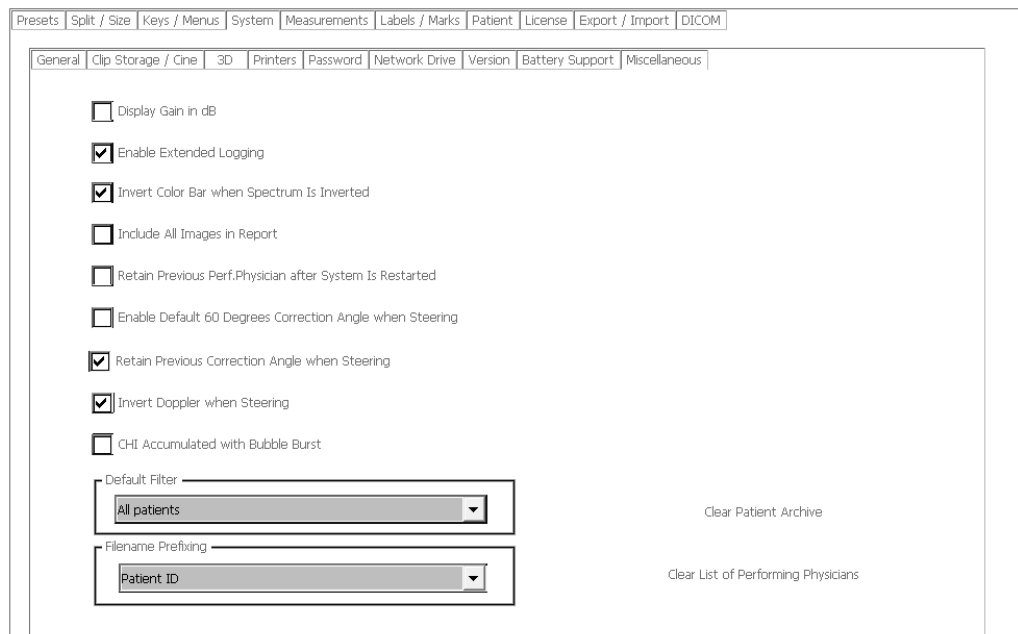 Presets Split / Size Keys / Menus System Measurements Labels / Marks Patient License Export / Import DICOM
General Clip Storage / Cine 3D Printers Password Network Drive Version Battery Support Miscellaneous
Display Gain in dB
Enable Extended Logging
Invert Color Bar when Spectrum Is Inverted
Include All Images in Report
Retain Previous Perf.Physician after System Is Restarted
Enable Default 60 Degrees Correction Angle when Steering
Retain Previous Correction Angle when Steering
Invert Doppler when Steering
CHI Accumulated with Bubble Burst
Default Filter
All patients
Clear Patient Archive
Filename Prefixing
Patient ID
Clear List of Performing Physicians